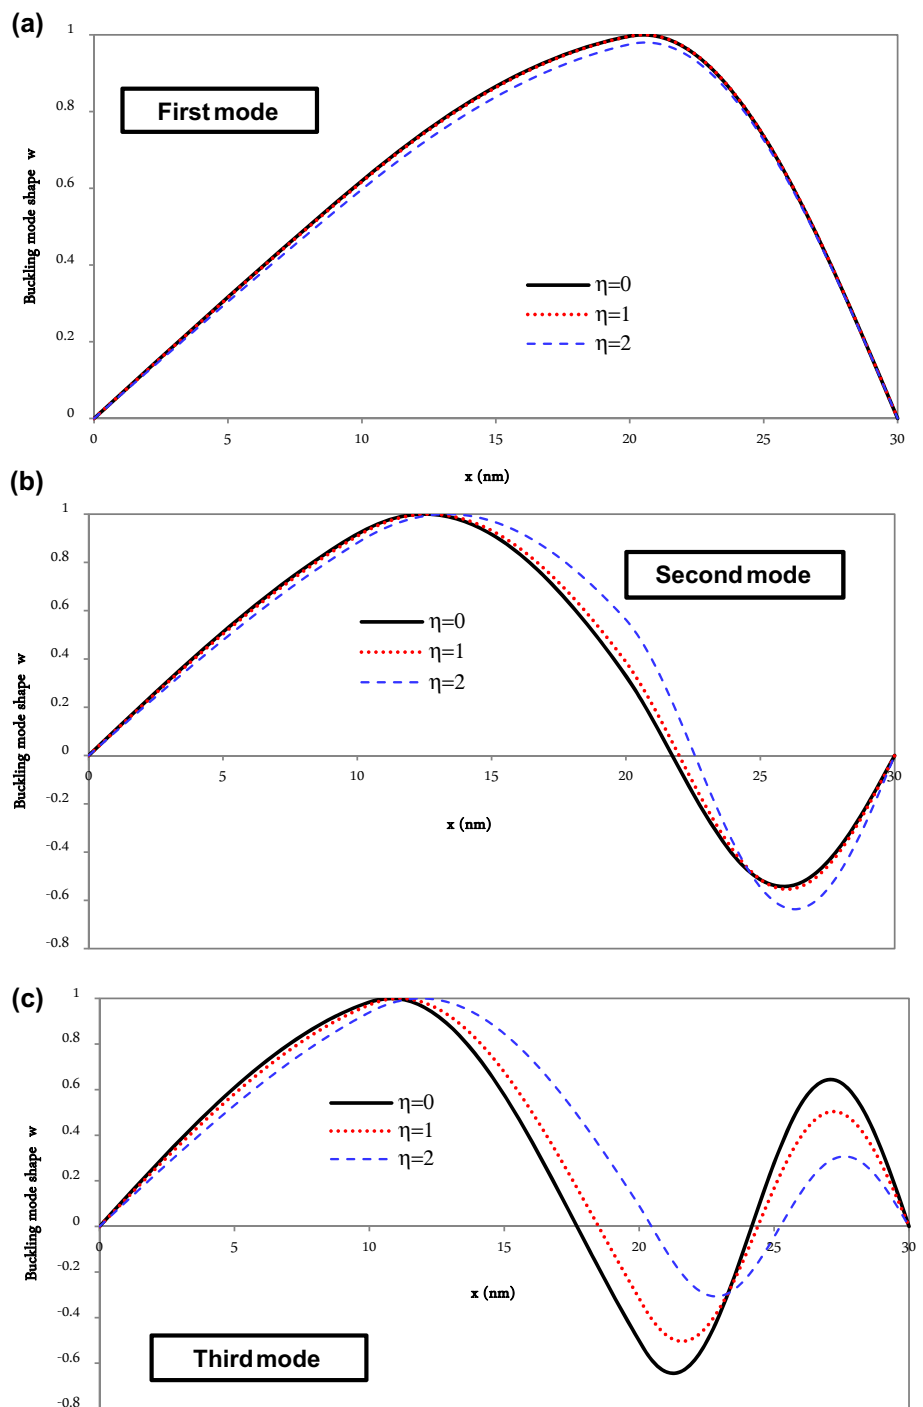 (a)
1
0.8
0.6
0.4
0.2
0
Buckling mode shape w
First mode
η=0
η=1
η=2
0 5 10 15 20 25 30
x (nm)
(b)
1
0.8
0.6
0.4
0.2
0
-0.2
-0.4
-0.6
-0.8
Buckling mode shape w
Second mode
η=0
η=1
η=2
0 5 10 15 20 25 30
x (nm)
(c)
1
0.8
0.6
0.4
0.2
0
-0.2
-0.4
-0.6
-0.8
Buckling mode shape w
η=0
η=1
η=2
0 5 10 15 20 25 30
x (nm)
Third mode